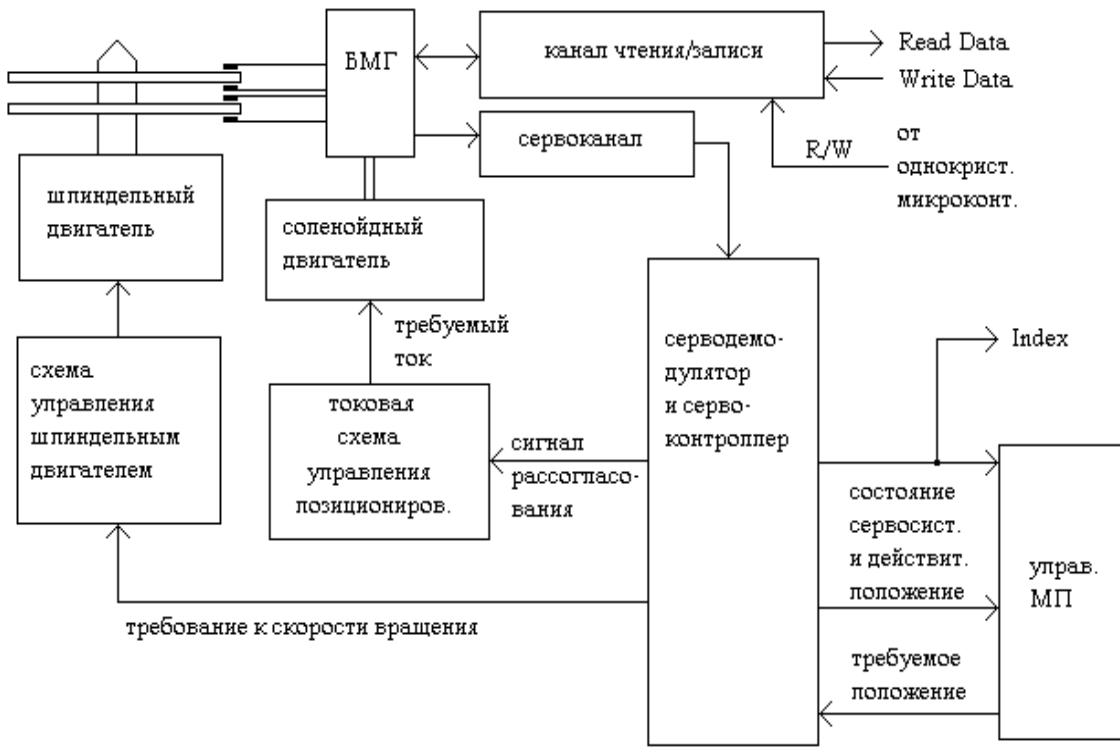 БМГ
канал чтения/записи
Read Data
Write Data
сервоканал
R/W
от
однокрист.
микроконт.
шпиндельный
двигатель
соленойдный
двигатель
требуемый
ток
серводемо-
дулятор
и серво-
контроллер
Index
схема
управления
шпиндельным
двигателем
токовая
схема
управления
позициониров.
сигнал
рассогласо-
вания
состояние
сервосист.
и действит.
положение
управ.
МП
требование к скорости вращения
требуемое
положение